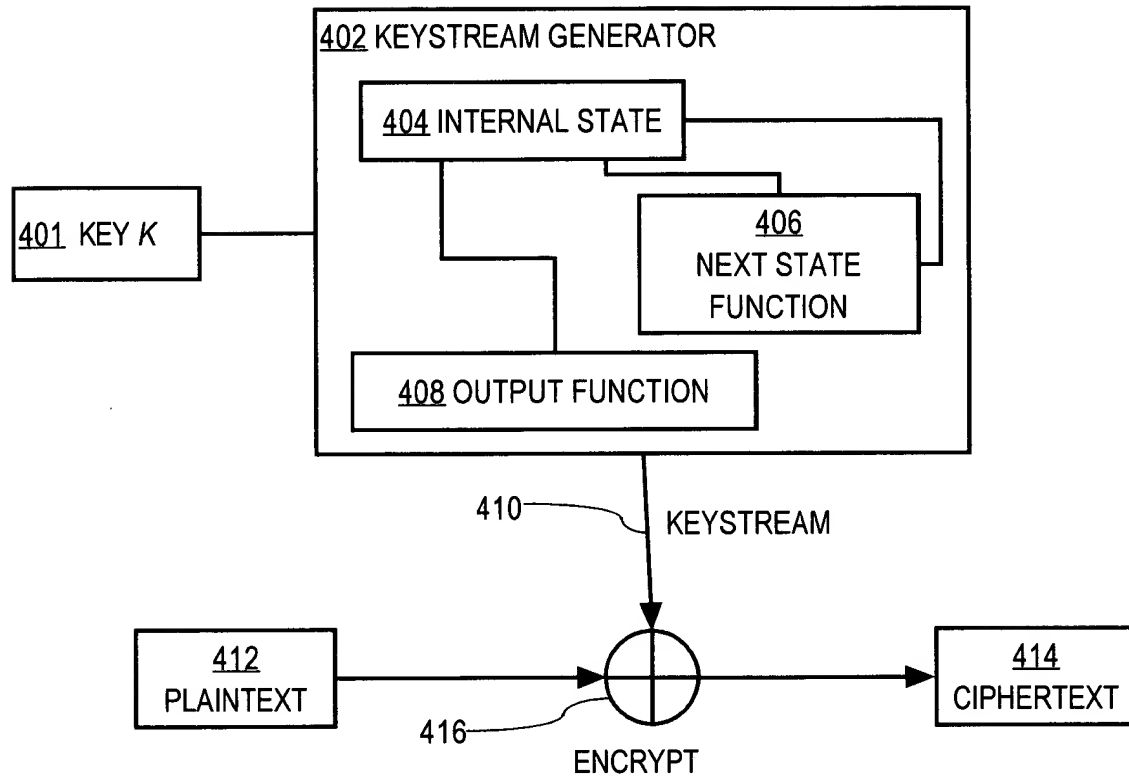 402 KEYSTREAM GENERATOR
404 INTERNAL STATE
401 KEY K
406
NEXT STATE
FUNCTION
408 OUTPUT FUNCTION
410
KEYSTREAM
412
PLAINTEXT
414
CIPHERTEXT
416
ENCRYPT